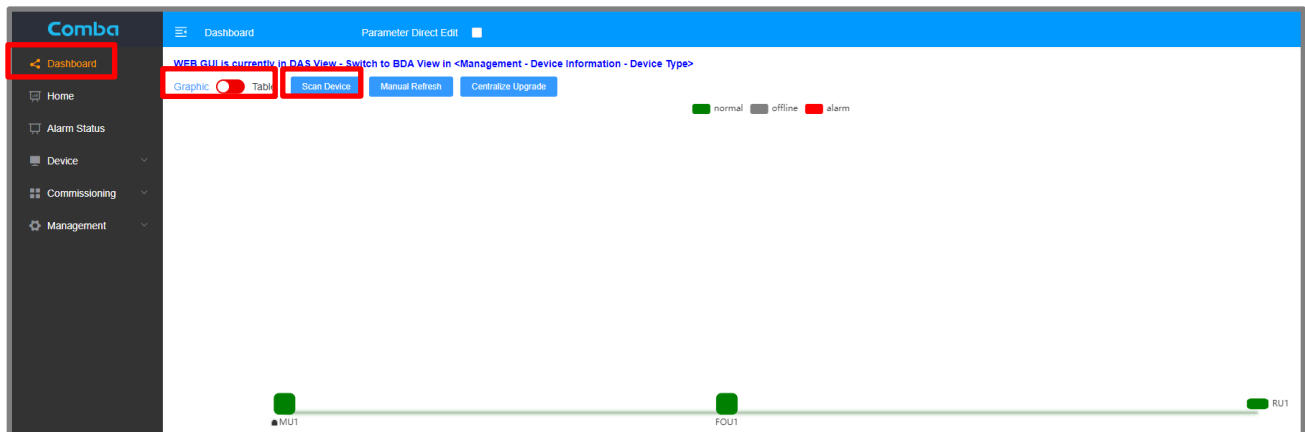 Comba
Dashboard Parameter Direct Edit
Dashboard
WEB GUI is currently in DAS View - Switch to BDA View in <Management - Device Information - Device Type>
Graphic Table Scan Device Manual Refresh Centralize Upgrade
Home
normal offline alarm
Alarm Status
Device
Commissioning
Management
RU1
MU1 FOU1